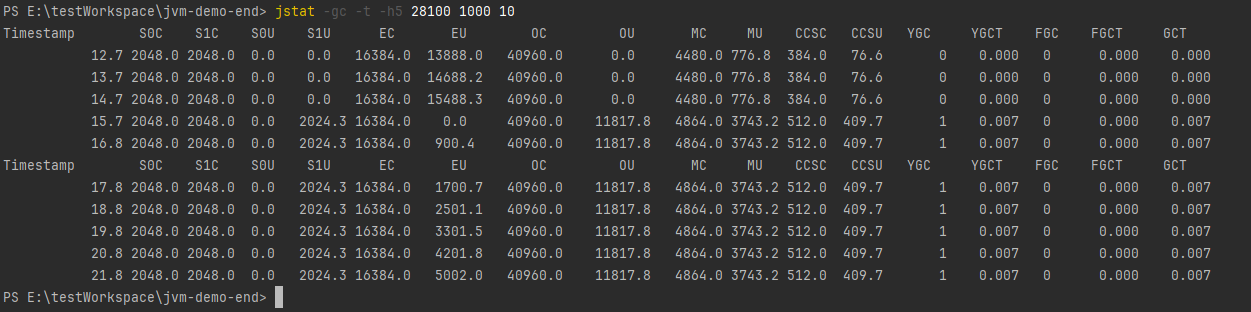 PS E:\testWorkspace\jvm-demo-end> jstat -gc -t -h5 28100 1000 10
Timestamp S0C S1C S0U S1U EC EU OC OU MC MU CCSC CCSU YGC YGCT FGC FGCT GCT
12.7 2048.0 2048.0 0.0 0.0 16384.0 13888.0 40960.0 0.0 4480.0 776.8 384.0 76.6 0 0.000 0 0.000 0.000
13.7 2048.0 2048.0 0.0 0.0 16384.0 14688.2 40960.0 0.0 4480.0 776.8 384.0 76.6 0 0.000 0 0.000 0.000
14.7 2048.0 2048.0 0.0 0.0 16384.0 15488.3 40960.0 0.0 4480.0 776.8 384.0 76.6 0 0.000 0 0.000 0.000
15.7 2048.0 2048.0 0.0 2024.3 16384.0 0.0 40960.0 11817.8 4864.0 3743.2 512.0 409.7 1 0.007 0 0.000 0.007
16.8 2048.0 2048.0 0.0 2024.3 16384.0 900.4 40960.0 11817.8 4864.0 3743.2 512.0 409.7 1 0.007 0 0.000 0.007
Timestamp S0C S1C S0U S1U EC EU OC OU MC MU CCSC CCSU YGC YGCT FGC FGCT GCT
17.8 2048.0 2048.0 0.0 2024.3 16384.0 1700.7 40960.0 11817.8 4864.0 3743.2 512.0 409.7 1 0.007 0 0.000 0.007
18.8 2048.0 2048.0 0.0 2024.3 16384.0 2501.1 40960.0 11817.8 4864.0 3743.2 512.0 409.7 1 0.007 0 0.000 0.007
19.8 2048.0 2048.0 0.0 2024.3 16384.0 3301.5 40960.0 11817.8 4864.0 3743.2 512.0 409.7 1 0.007 0 0.000 0.007
20.8 2048.0 2048.0 0.0 2024.3 16384.0 4201.8 40960.0 11817.8 4864.0 3743.2 512.0 409.7 1 0.007 0 0.000 0.007
21.8 2048.0 2048.0 0.0 2024.3 16384.0 5002.0 40960.0 11817.8 4864.0 3743.2 512.0 409.7 1 0.007 0 0.000 0.007
PS E:\testWorkspace\jvm-demo-end>